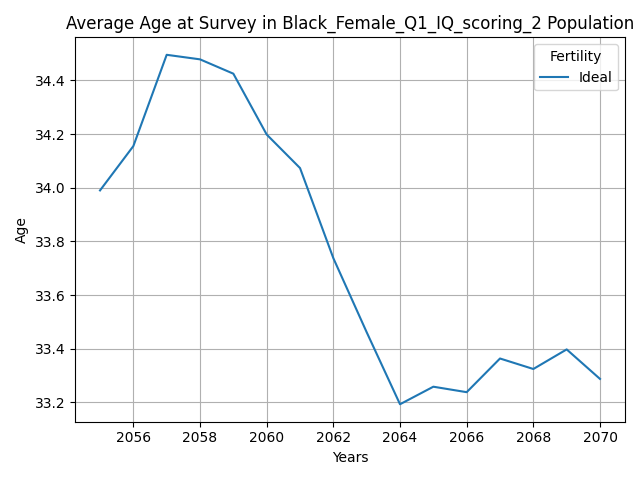 Average Age at Survey in Black_Female_Q1_IQ_scoring_2 Population
Fertility
Ideal
34.4
34.2
34.0
33.8
33.6
33.4
33.2
Age
2056 2058 2060 2062 2064 2066 2068 2070
Years